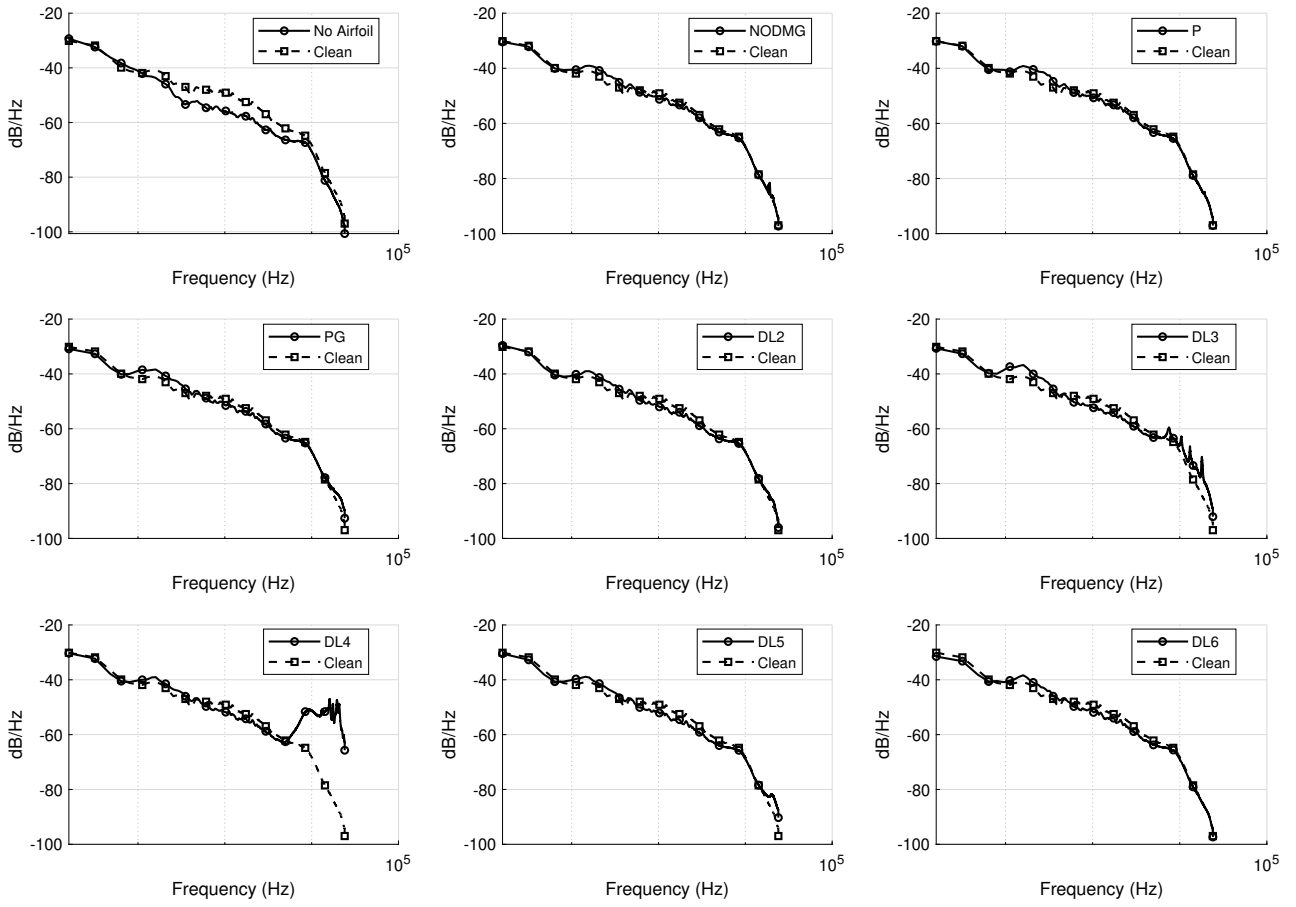 -20
-40
-60
-80
-100
dB/Hz
No Airfoil
Clean
10^5
Frequency (Hz)
-20
-40
-60
-80
-100
dB/Hz
NODMG
Clean
10^5
Frequency (Hz)
-20
-40
-60
-80
-100
dB/Hz
P
Clean
10^5
Frequency (Hz)
-20
-40
-60
-80
-100
dB/Hz
PG
Clean
10^5
Frequency (Hz)
-20
-40
-60
-80
-100
dB/Hz
DL2
Clean
10^5
Frequency (Hz)
-20
-40
-60
-80
-100
dB/Hz
DL3
Clean
10^5
Frequency (Hz)
-20
-40
-60
-80
-100
dB/Hz
DL4
Clean
10^5
Frequency (Hz)
-20
-40
-60
-80
-100
dB/Hz
DL5
Clean
10^5
Frequency (Hz)
-20
-40
-60
-80
-100
dB/Hz
DL6
Clean
10^5
Frequency (Hz)